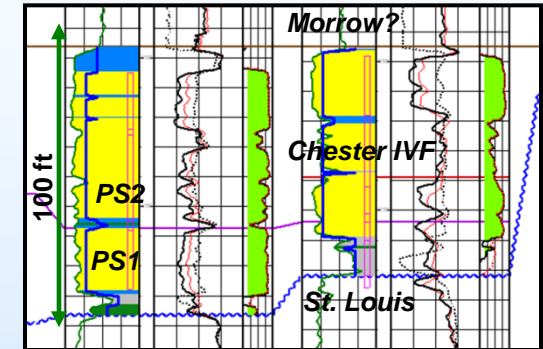 Morrow?
100 ft
Chester IVF
PS2
PS1
St. Louis